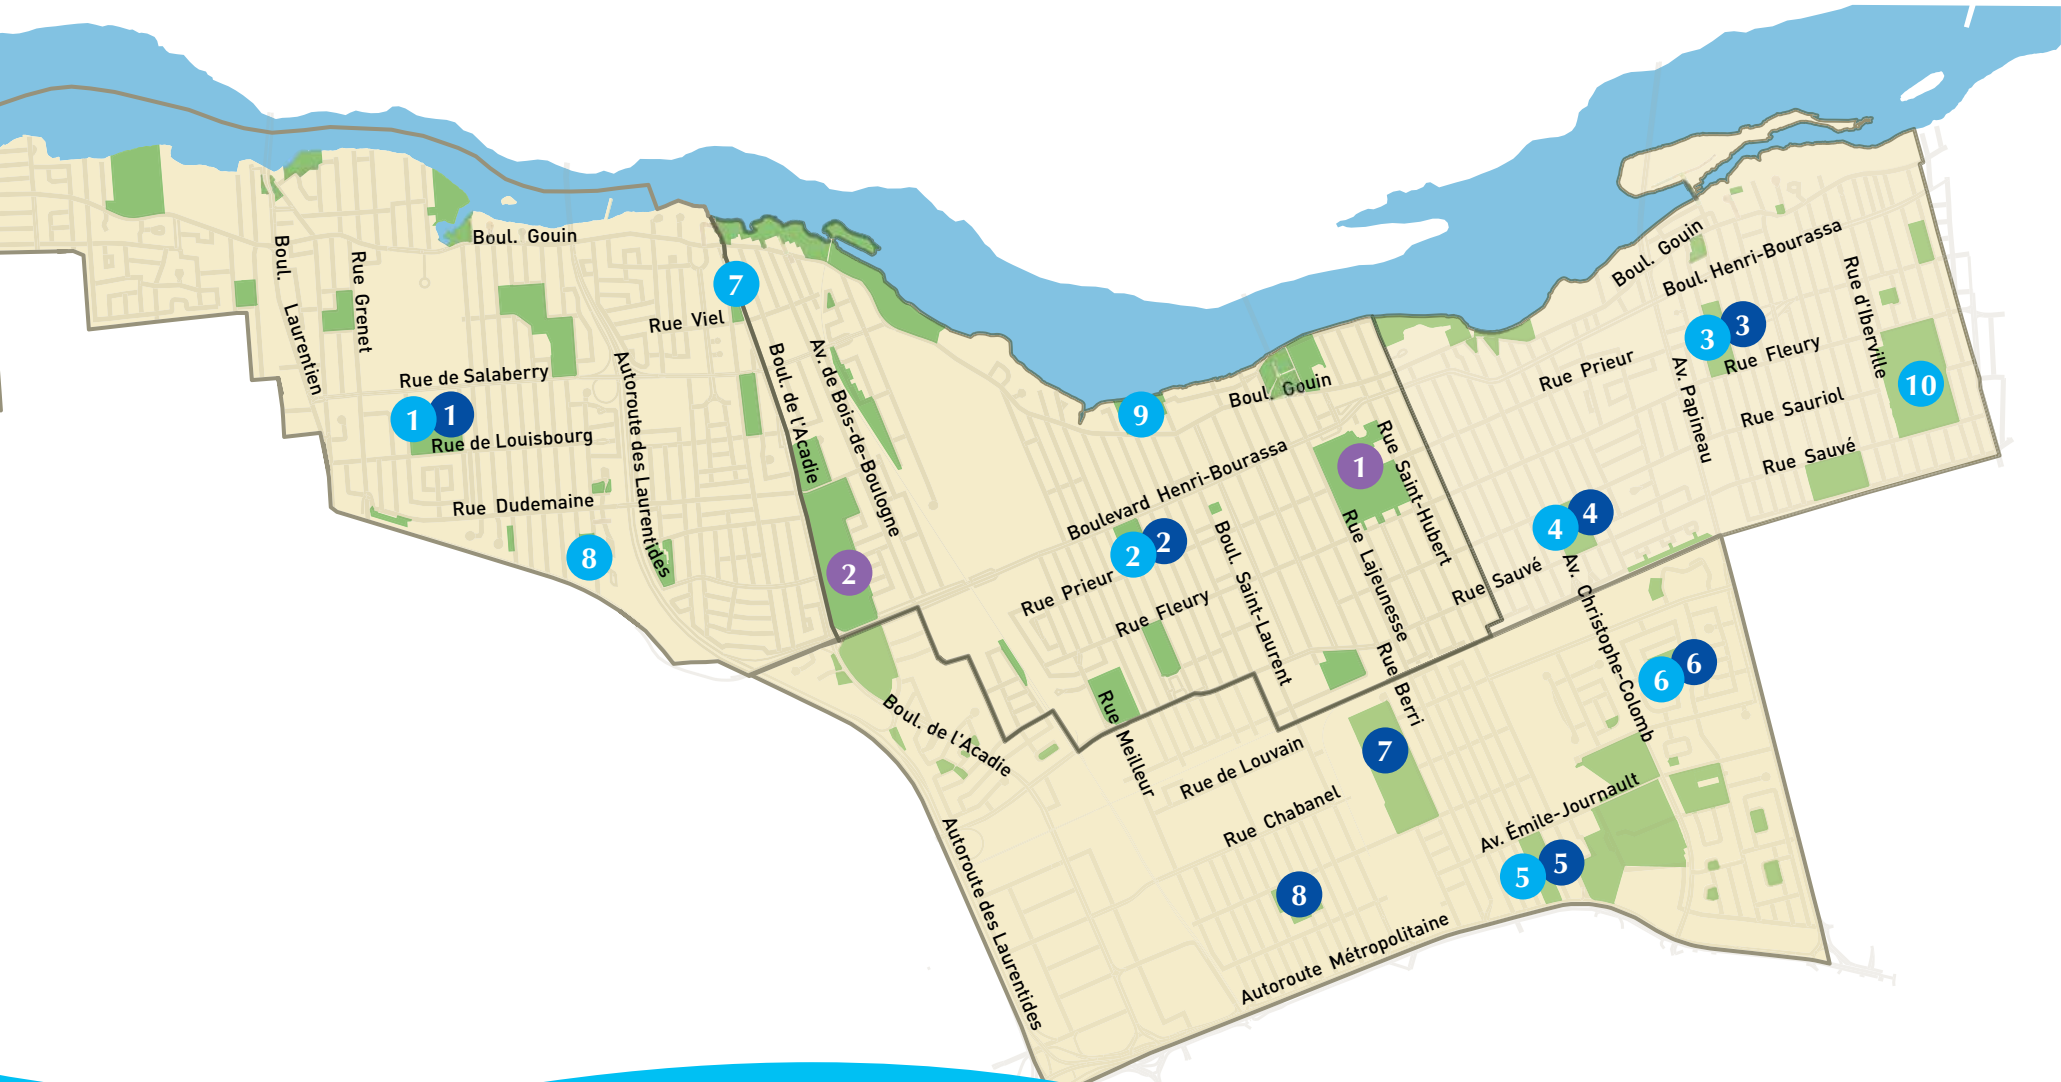 Boul. Gouin
Boul. Laurentien
Rue Grenet
7
Rue Viel
Rue de Salaberry
1
1
Rue de Louisbourg
Autoroute des Laurentides
Rue Dudemaine
8
Boul. de l'Acadie
Av. de Bois-de-Boulogne
2
9
Boul. Gouin
Boulevard Henri-Bourassa
1
Rue Saint-Hubert
2
2
Rue Prieur
Rue Fleury
Boul. Saint-Laurent
Rue Lajeunesse
Rue Berri
Boul. Gouin
Boul. Henri-Bourassa
Rue d'Iberville
3
3
Rue Fleury
Rue Prieur
Av. Papineau
10
Rue Sauriol
Rue Sauvé
4
4
Rue Sauvé
Av. Christophe-Colomb
6
6
Boul. de l'Acadie
Rue Meilleur
Rue de Louvain
7
Rue Chabanel
Av. Émile-Journault
5
5
8
Autoroute des Laurentides
Autoroute Métropolitaine